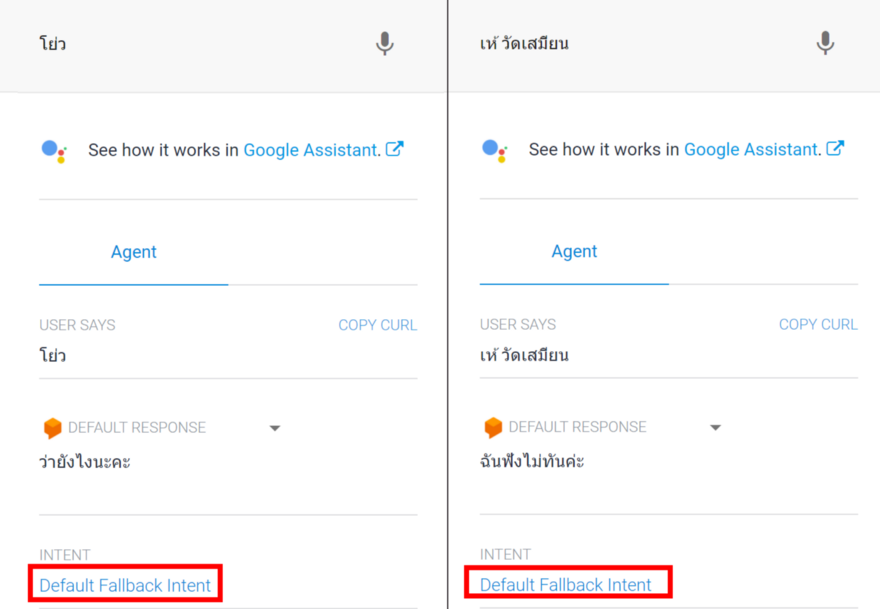 โย่ว
See how it works in Google Assistant.
Agent
USER SAYS COPY CURL
โย่ว
DEFAULT RESPONSE
ว่ายังไงนะคะ
INTENT
Default Fallback Intent
เห้ วัดเสมียน
See how it works in Google Assistant.
Agent
USER SAYS COPY CURL
เห้ วัดเสมียน
DEFAULT RESPONSE
ฉันฟังไม่ทันค่ะ
INTENT
Default Fallback Intent